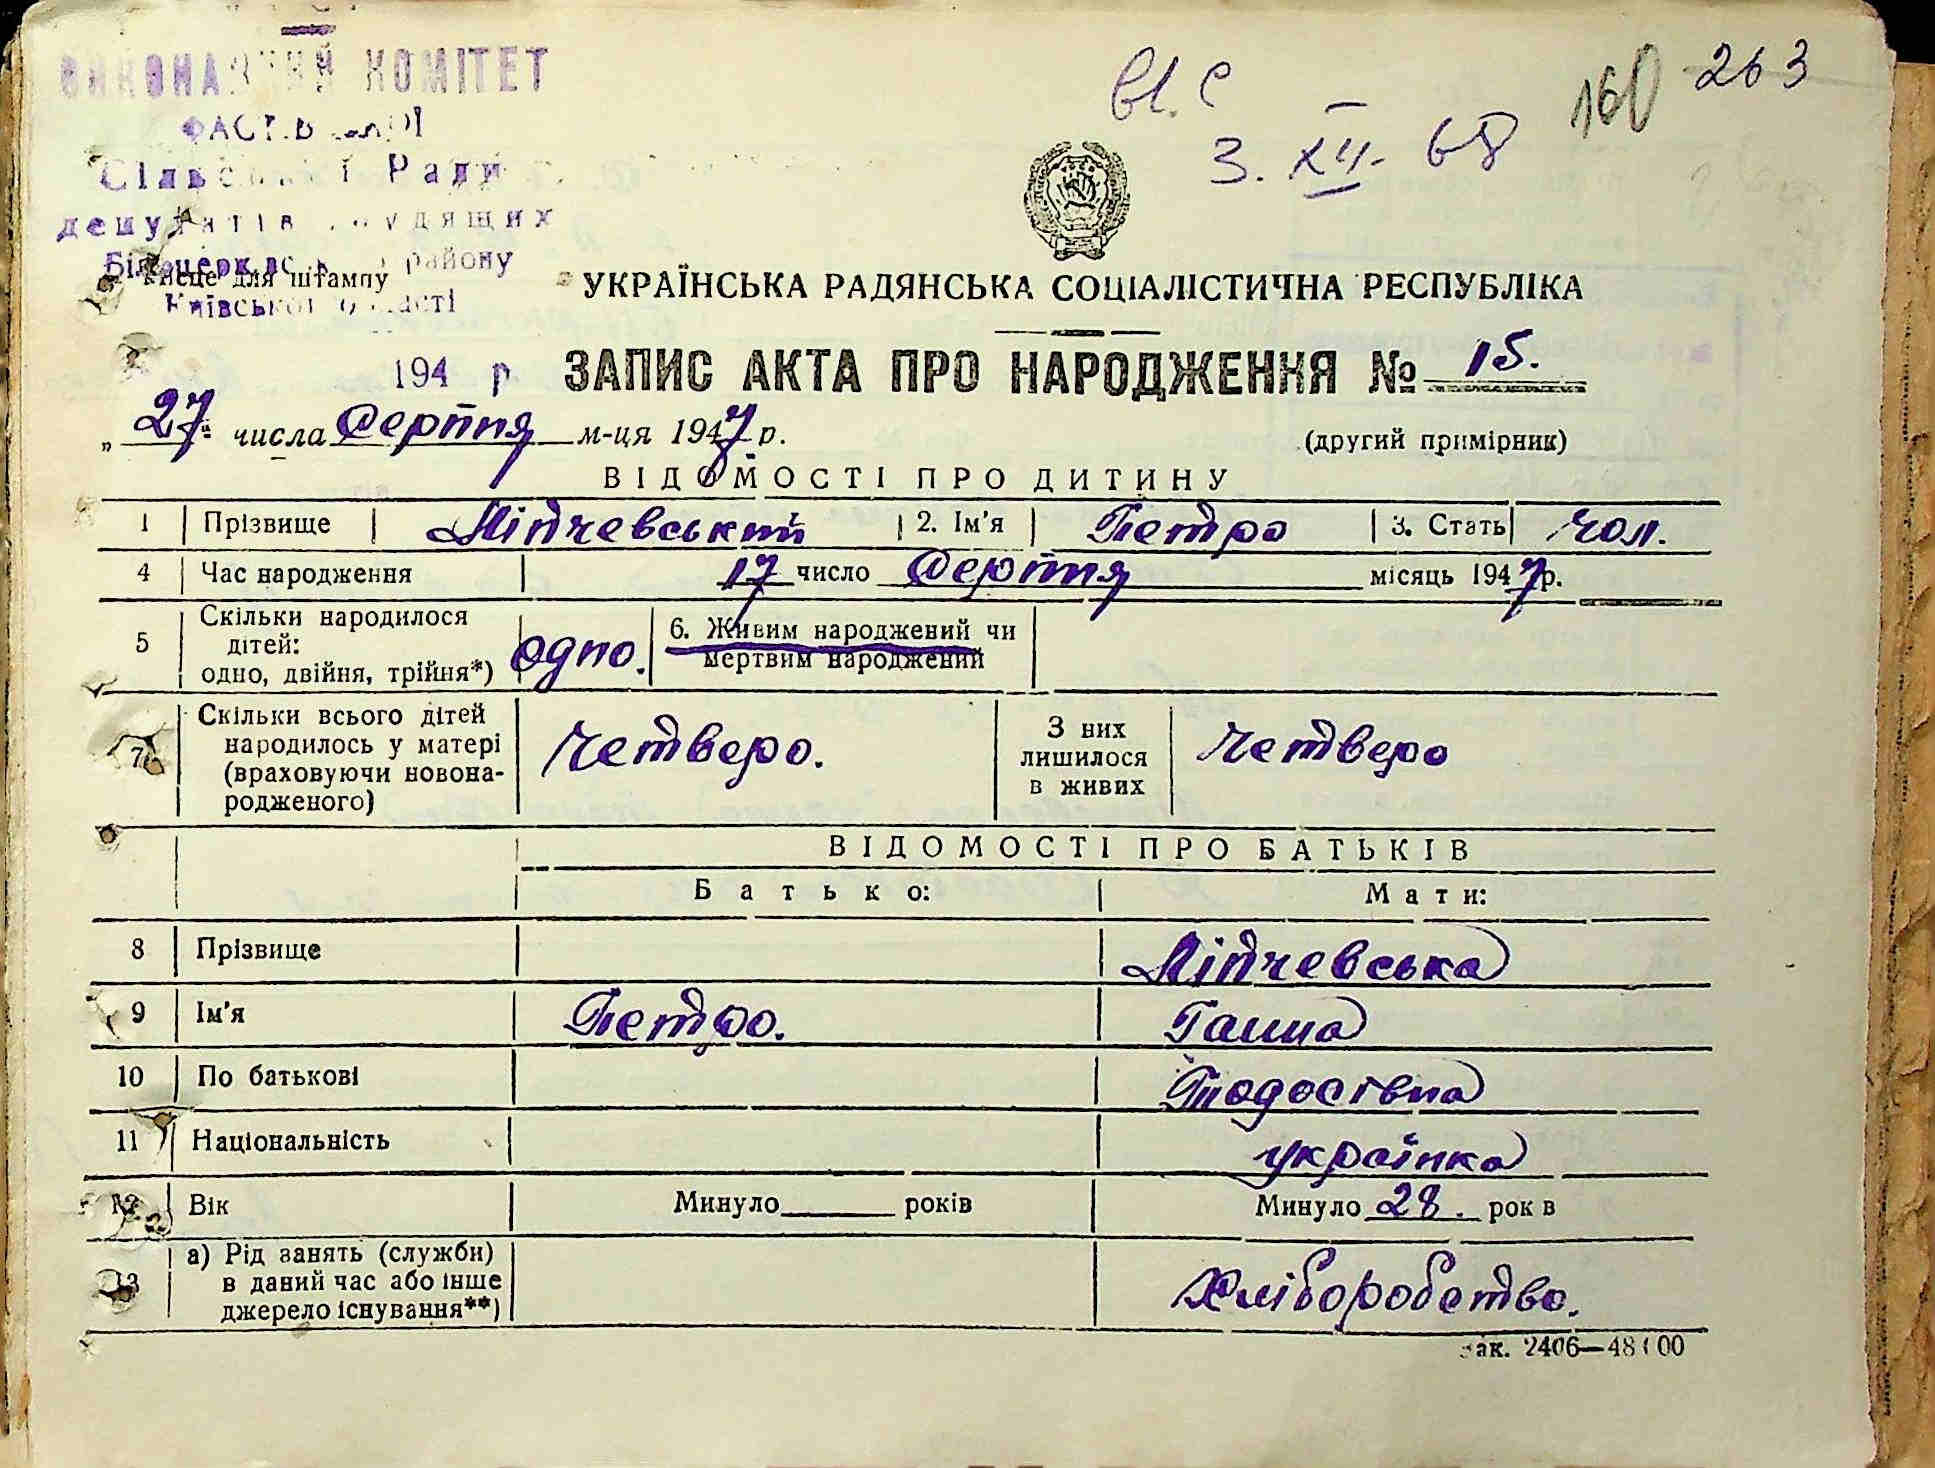 ВИКОНАВЧИЙ КОМІТЕТ
Сільської Ради
депутатів трудящих
Білоцерківського району
Київської області
Місце для штампу
194 р
160
263
3. XII. 68
УКРАЇНСЬКА РАДЯНСЬКА СОЦІАЛІСТИЧНА РЕСПУБЛІКА
ЗАПИС АКТА ПРО НАРОДЖЕННЯ № 15.
„27“ числа Серпня м-ця 1947 р.
(другий примірник)
ВІДОМОСТІ ПРО ДИТИНУ
1 Прізвище Ліпчевський 2. Ім'я Петро 3. Стать Чол.
4 Час народження 17 число Серпня місяць 1947 р.
5 Скільки народилося дітей: одно, двійня, трійня*) одно. 6. Живим народжений чи мертвим народжений
7 Скільки всього дітей народилось у матері (враховуючи новонародженого) Четверо. З них лишилося в живих Четверо
ВІДОМОСТІ ПРО БАТЬКІВ
Батько: Мати:
8 Прізвище Ліпчевська
9 Ім'я Петро. Ганна
10 По батькові Тодосівна
11 Національність українка
12 Вік Минуло років Минуло 28. рок в
13 а) Рід занять (служби) в даний час або інше джерело існування**) Хліборобство.
Зак. 2406—48000